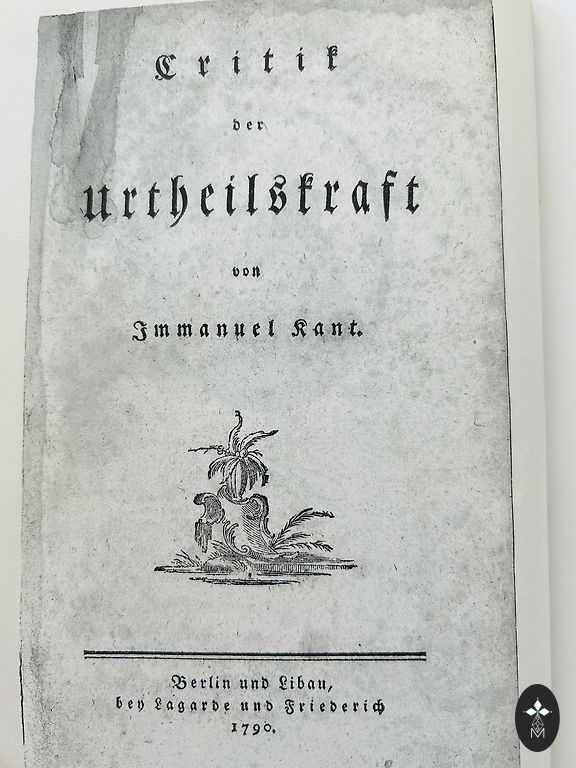 Critik
der
Urtheilskraft
von
Immanuel Kant.
Berlin und Libau,
bey Lagarde und Friederich
1790.